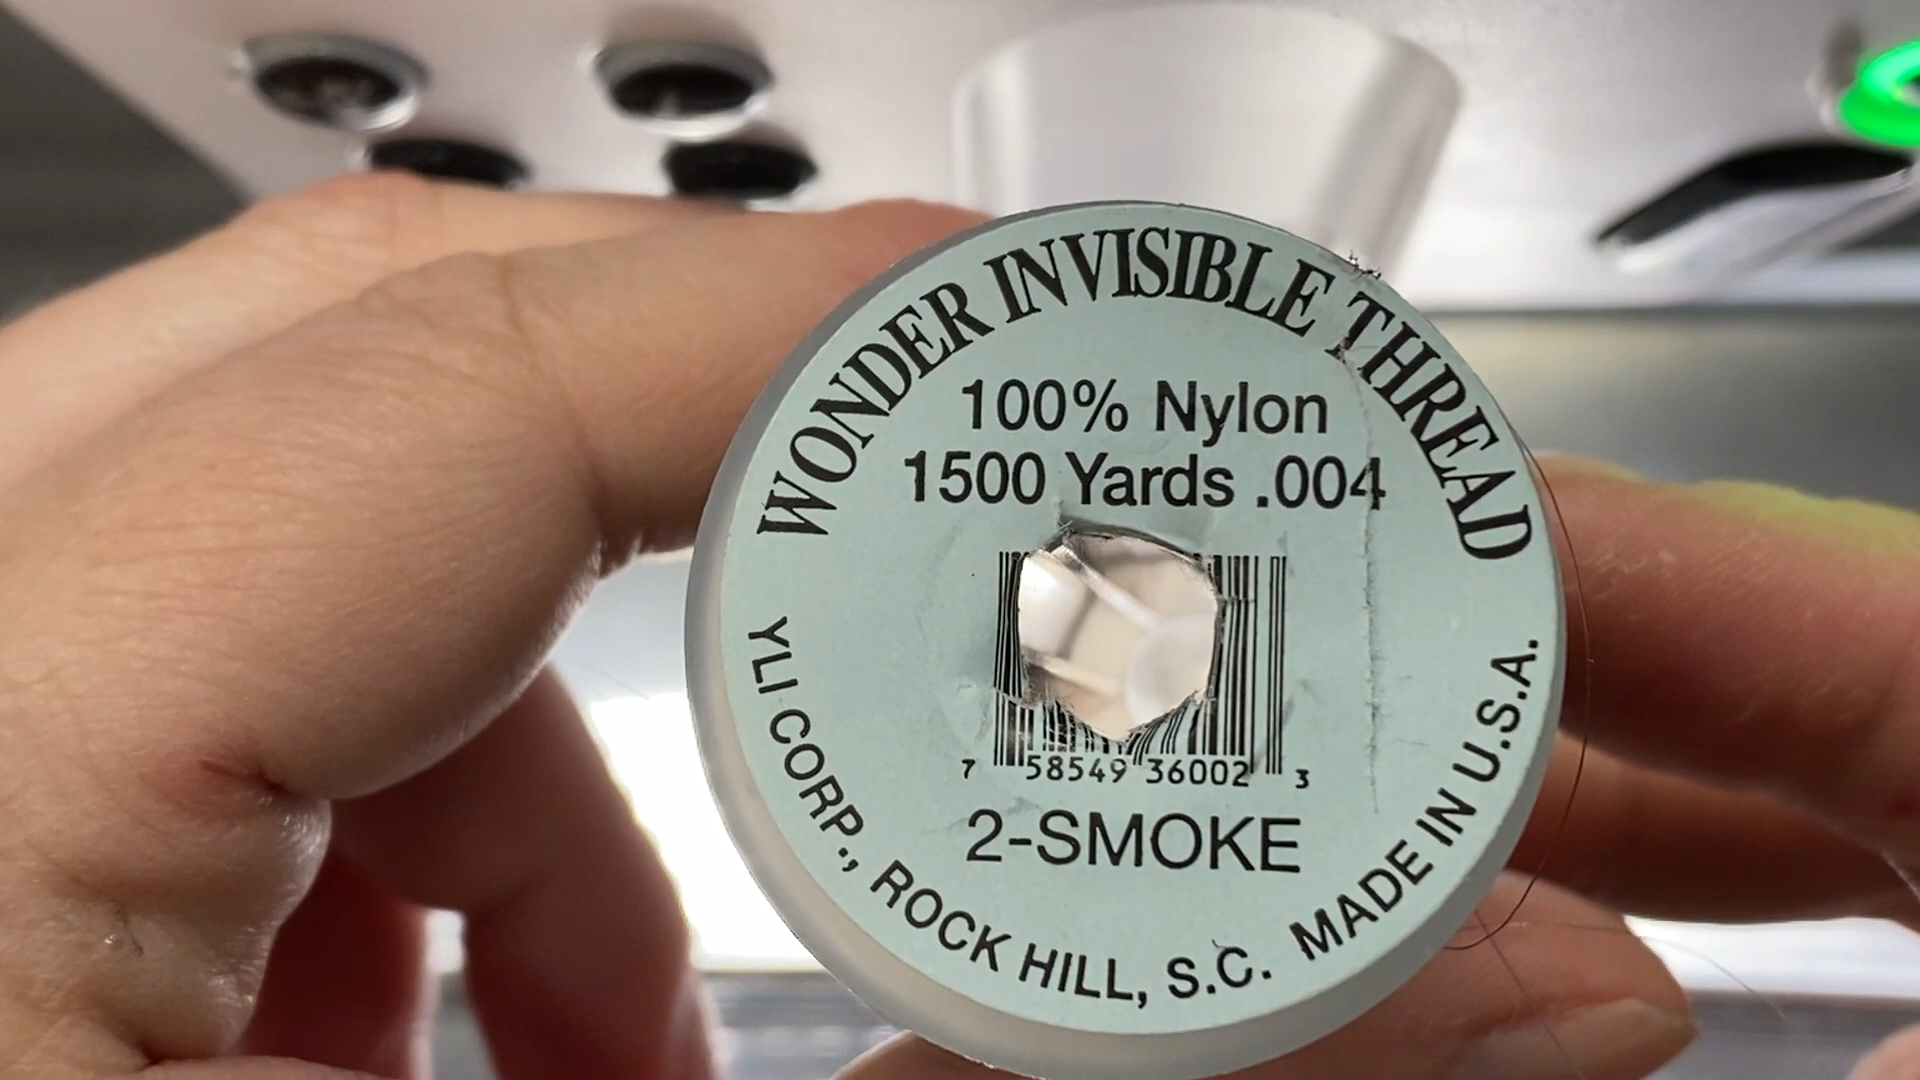 WONDER INVISIBLE THREAD
100% Nylon
1500 Yards .004
7 58549 36002 3
2-SMOKE
YLI CORP., ROCK HILL, S.C. MADE IN U.S.A.